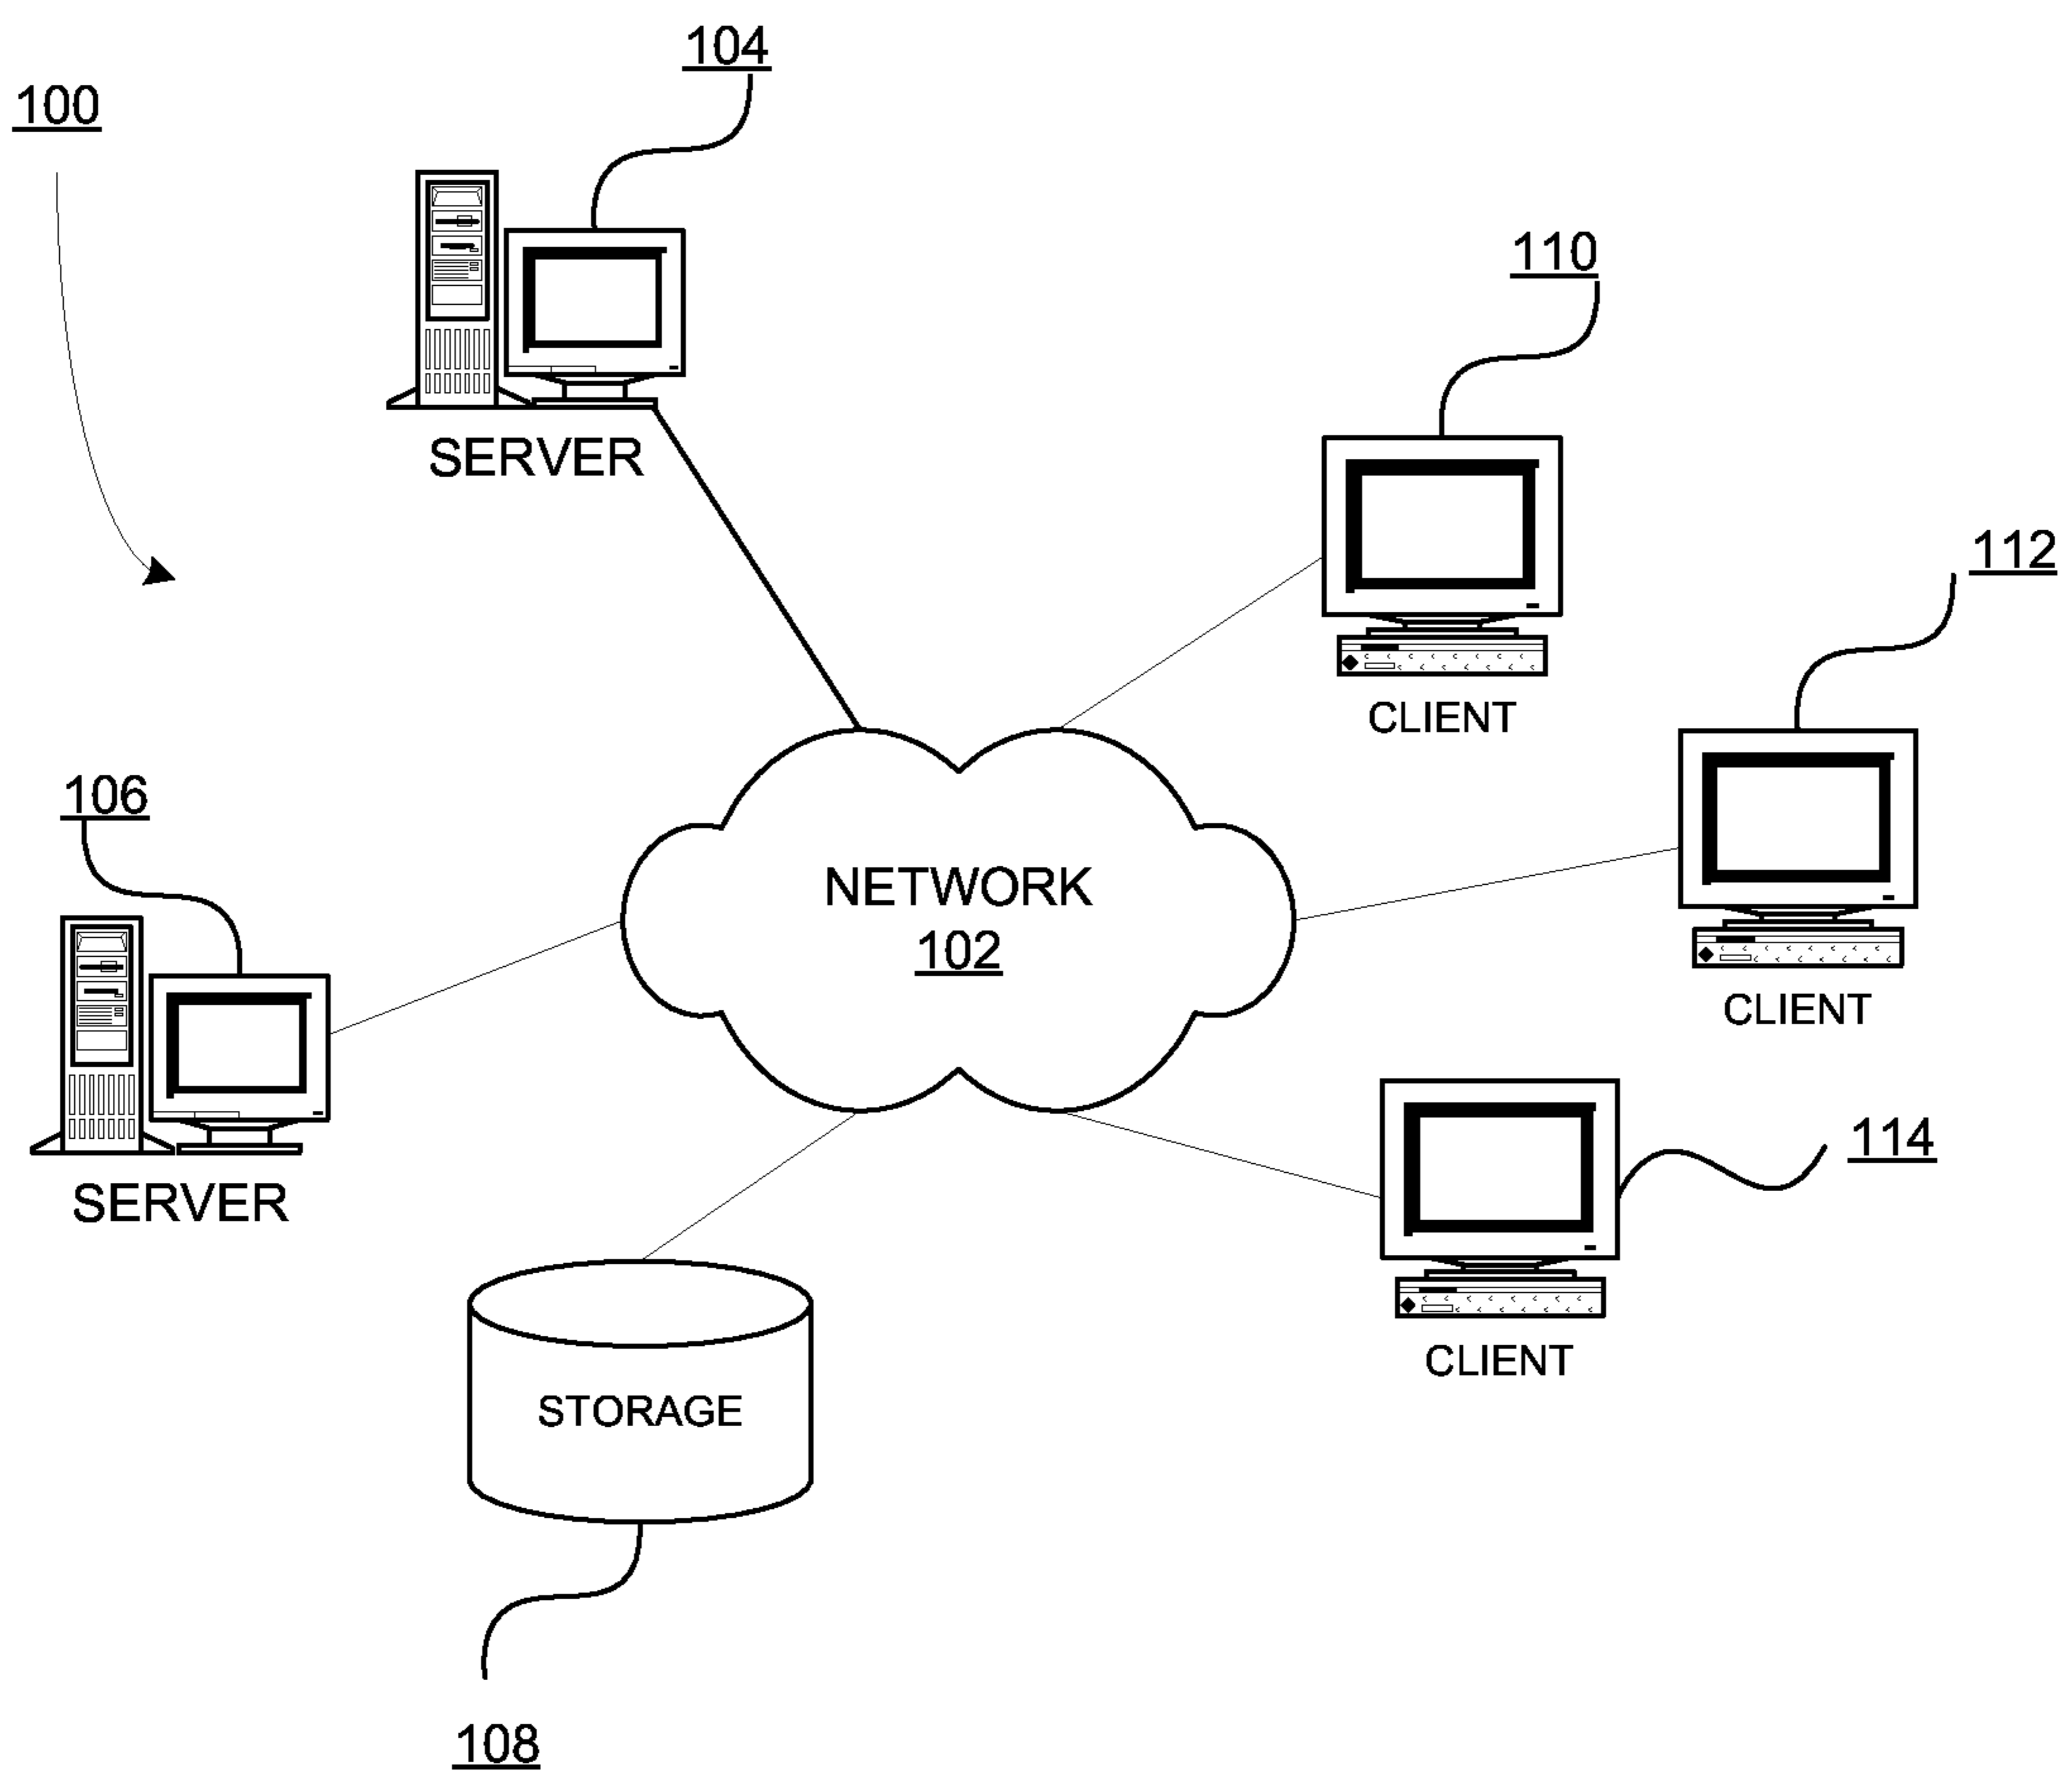 104
100
110
SERVER
112
CLIENT
106
NETWORK
102
CLIENT
114
SERVER
CLIENT
STORAGE
108